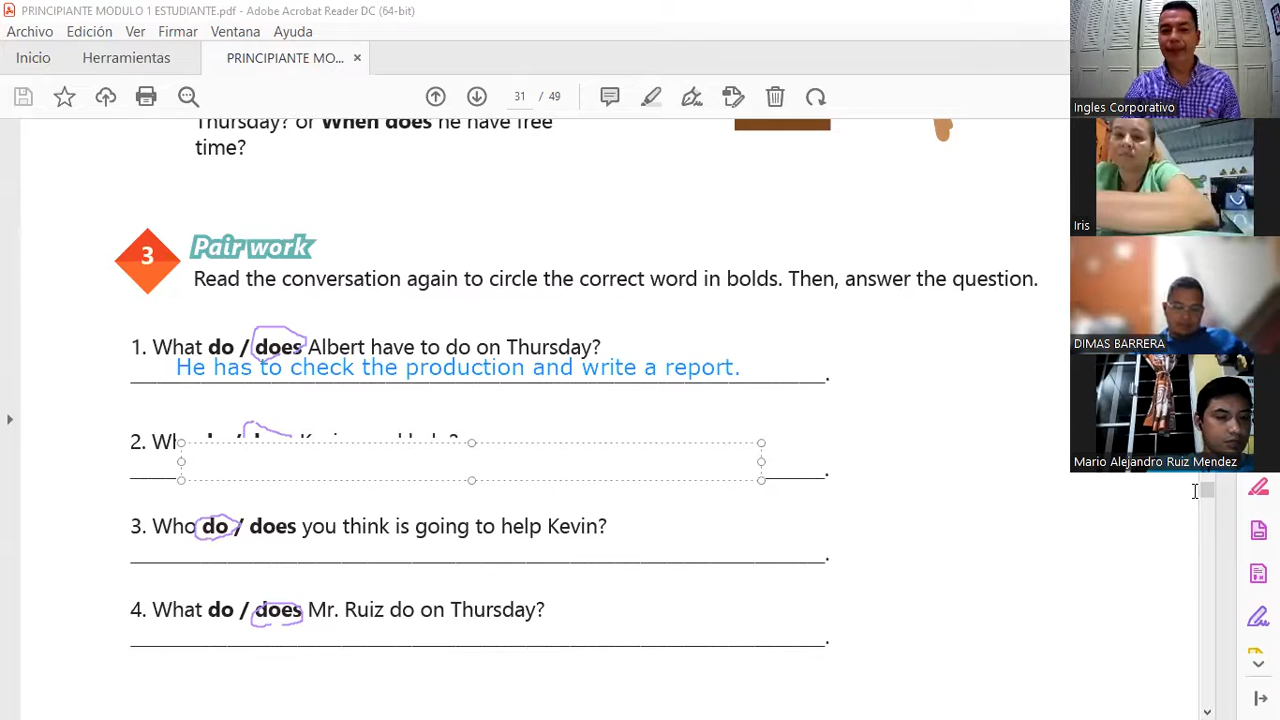 PRINCIPIANTE MODULO 1 ESTUDIANTE.pdf - Adobe Acrobat Reader DC (64-bit)
Archivo Edición Ver Firmar Ventana Ayuda
Inicio Herramientas PRINCIPIANTE MO... ×
31 / 49
Thursday? or When does he have free
time?
3 Pair work
Read the conversation again to circle the correct word in bolds. Then, answer the question.
1. What do / does Albert have to do on Thursday?
He has to check the production and write a report.
2.
3. Who do / does you think is going to help Kevin?
4. What do / does Mr. Ruiz do on Thursday?
Ingles Corporativo
Iris
DIMAS BARRERA
Mario Alejandro Ruiz Mendez